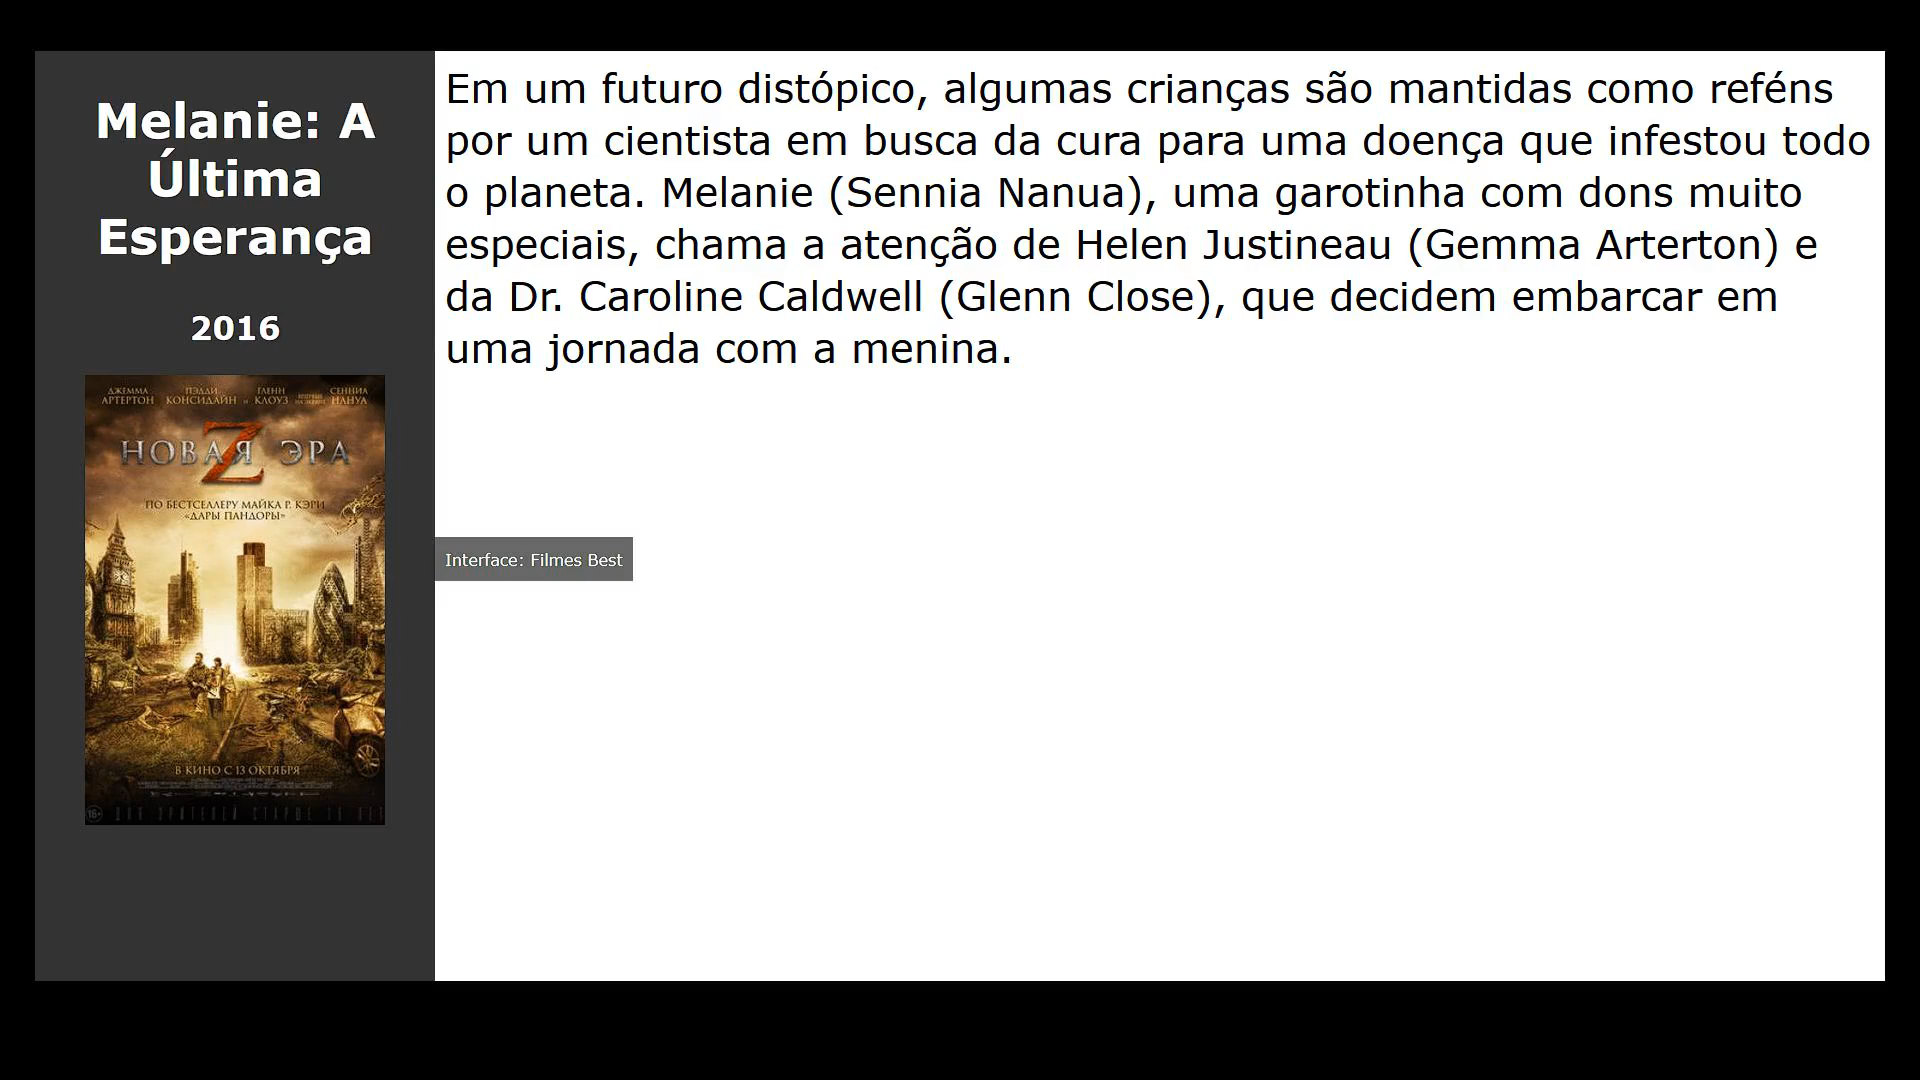 Melanie: A
Última
Esperança
2016
ДЖЕММА АРТЕРТОН
ПЭДДИ КОНСИДАЙН
И
ГЛЕНН КЛОУЗ
СЕННИА НАНУА
НОВАЯ ЭРА
Z
ПО БЕСТСЕЛЛЕРУ МАЙКА Р. КЭРИ
«ДАРЫ ПАНДОРЫ»
В КИНО С 13 ОКТЯБРЯ
16+
Em um futuro distópico, algumas crianças são mantidas como reféns
por um cientista em busca da cura para uma doença que infestou todo
o planeta. Melanie (Sennia Nanua), uma garotinha com dons muito
especiais, chama a atenção de Helen Justineau (Gemma Arterton) e
da Dr. Caroline Caldwell (Glenn Close), que decidem embarcar em
uma jornada com a menina.
Interface: Filmes Best